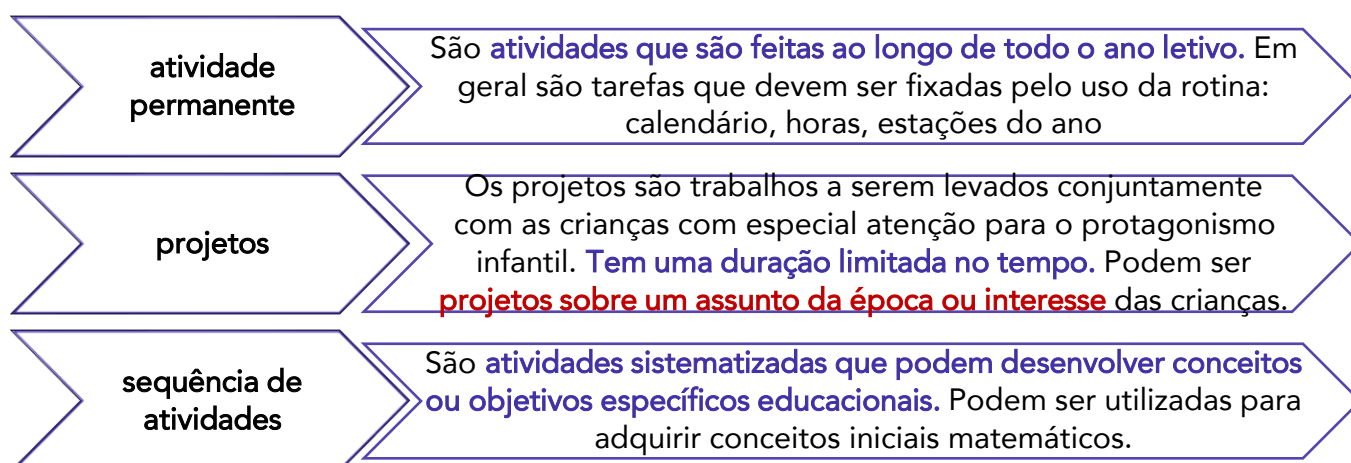 atividade
permanente
São atividades que são feitas ao longo de todo o ano letivo. Em
geral são tarefas que devem ser fixadas pelo uso da rotina:
calendário, horas, estações do ano
projetos
Os projetos são trabalhos a serem levados conjuntamente
com as crianças com especial atenção para o protagonismo
infantil. Tem uma duração limitada no tempo. Podem ser
projetos sobre um assunto da época ou interesse das crianças.
sequência de
atividades
São atividades sistematizadas que podem desenvolver conceitos
ou objetivos específicos educacionais. Podem ser utilizadas para
adquirir conceitos iniciais matemáticos.